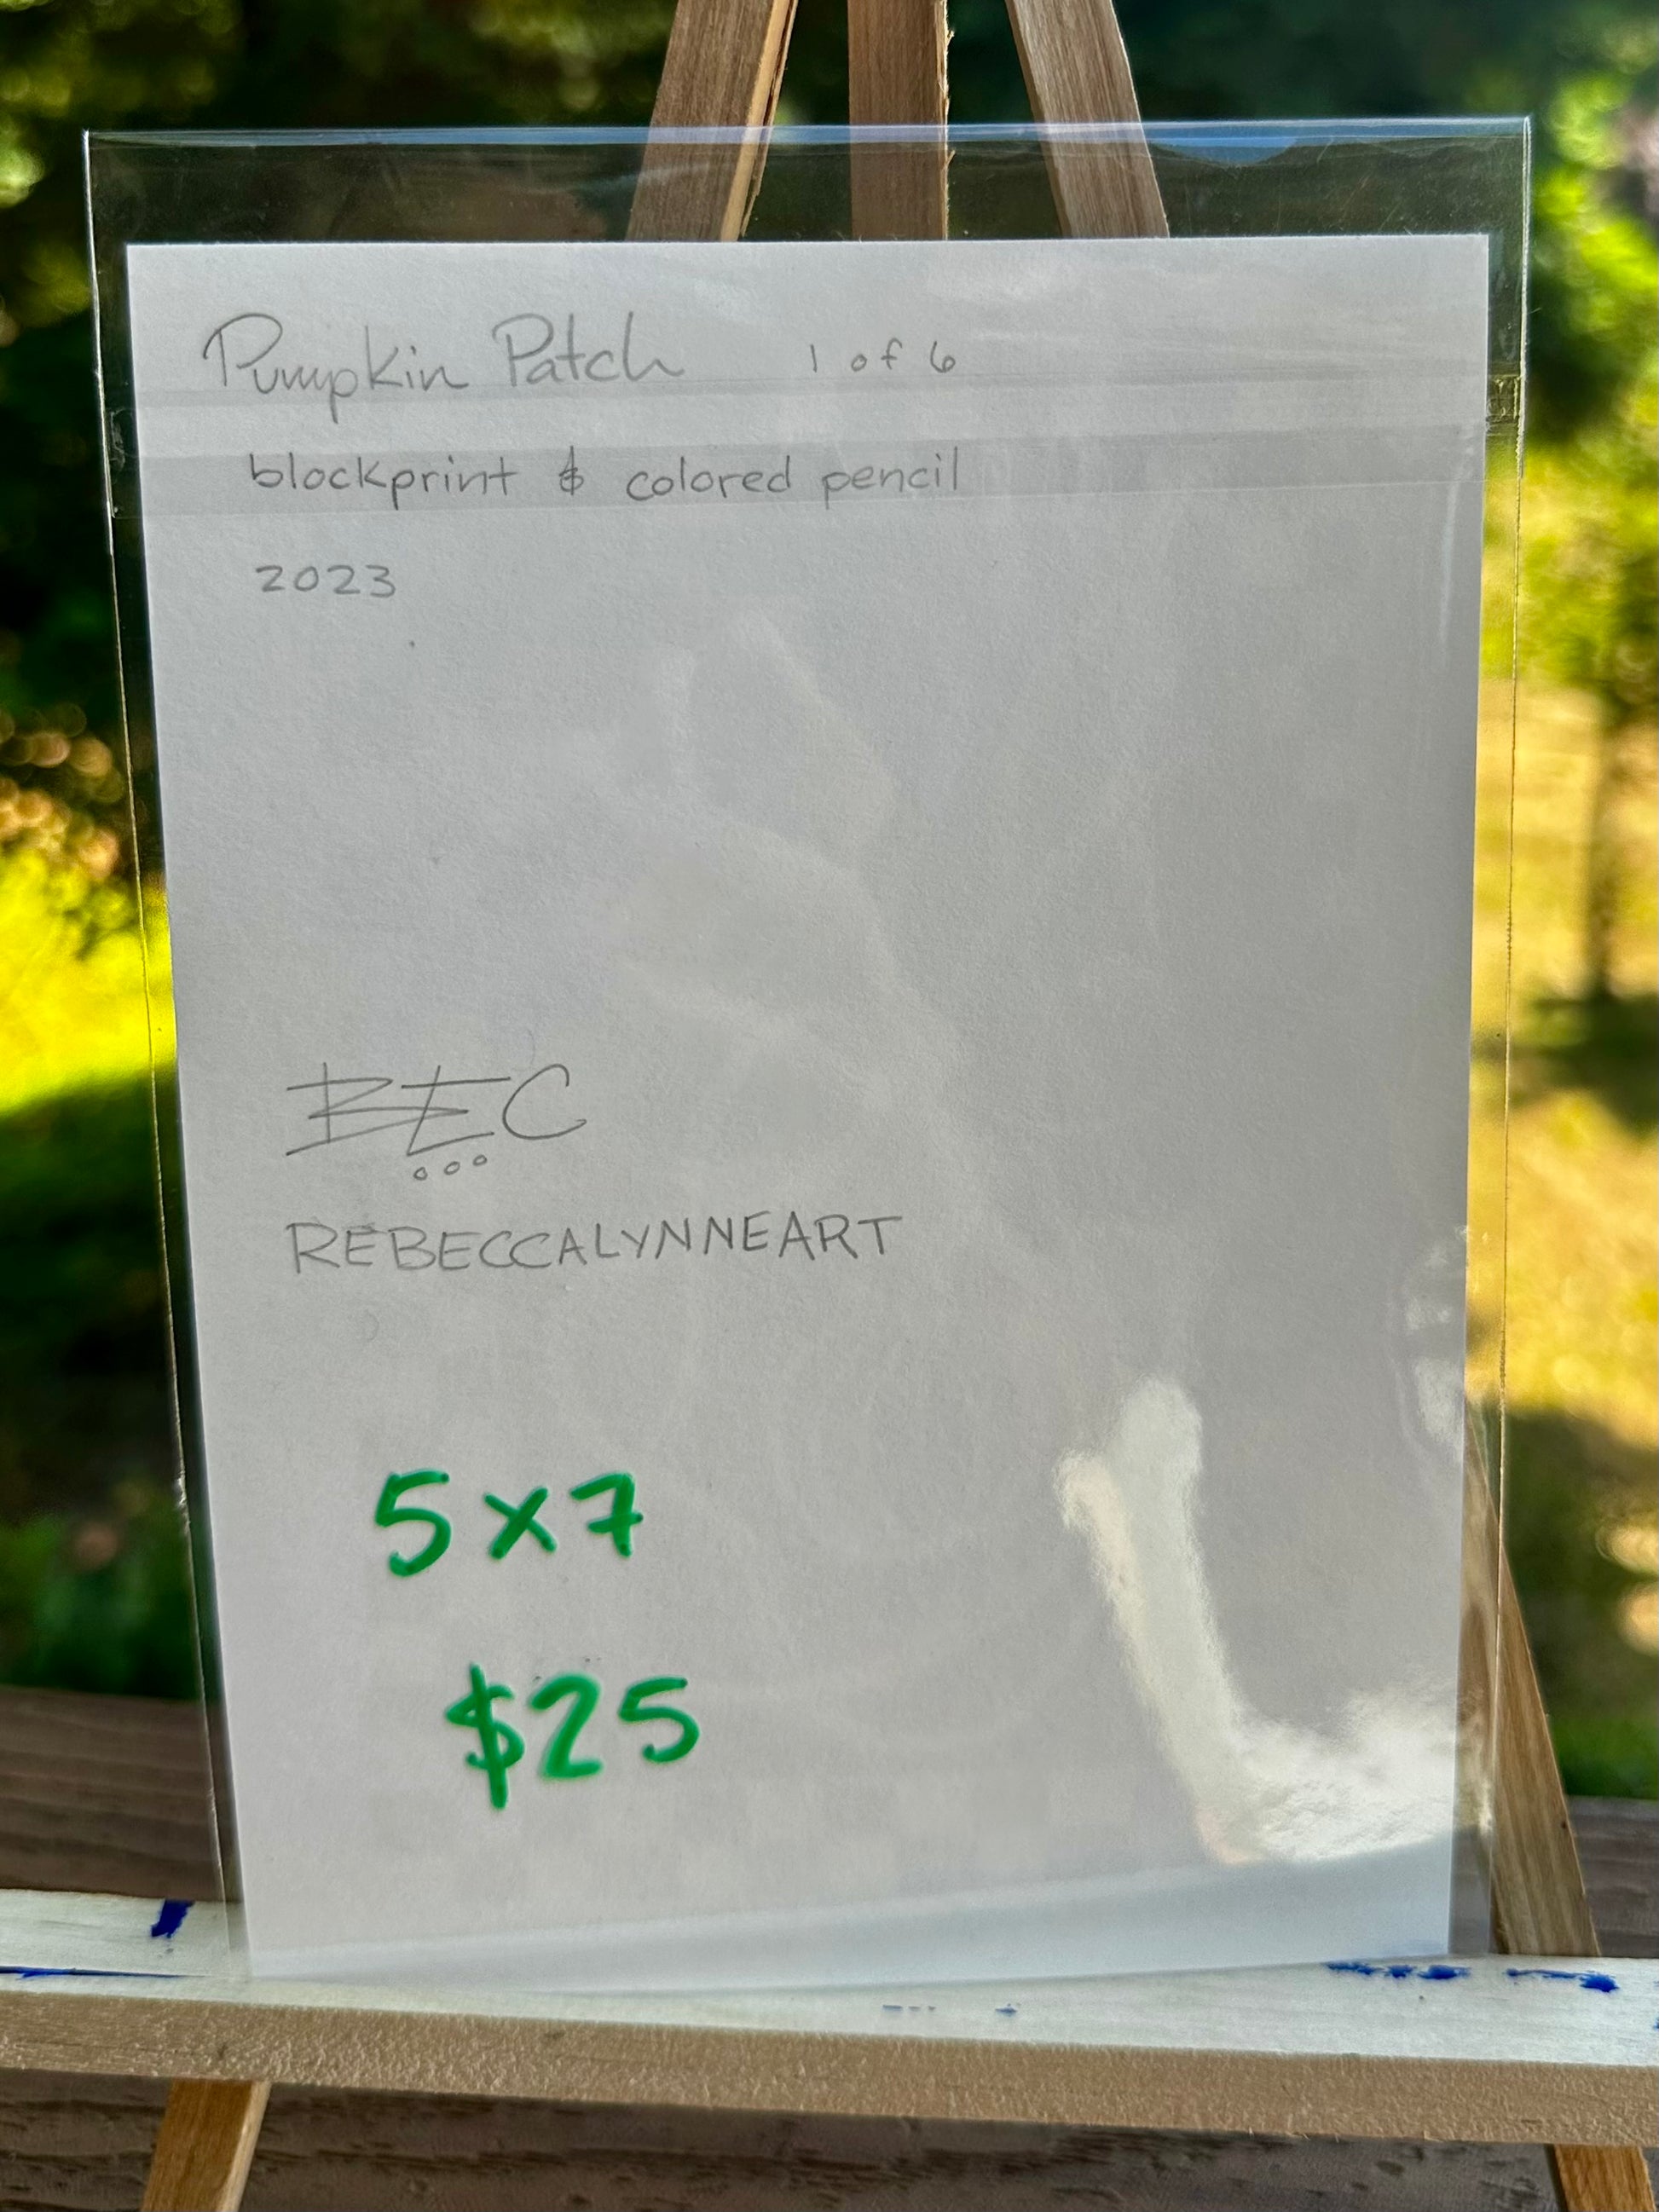 Pumpkin Patch 1 of 6
blockprint & colored pencil
2023
BEC
REBECCALYNNEART
5x7
$25